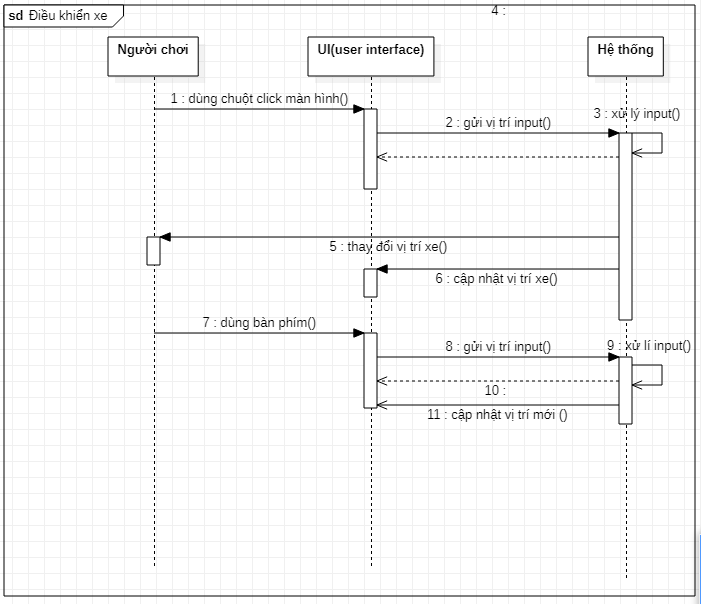 sd Điều khiển xe
4 :
Người chơi
UI(user interface)
Hệ thống
1 : dùng chuột click màn hình()
2 : gửi vị trí input()
3 : xử lý input()
5 : thay đổi vị trí xe()
6 : cập nhật vị trí xe()
7 : dùng bàn phím()
8 : gửi vị trí input()
9 : xử lí input()
10 :
11 : cập nhật vị trí mới ()